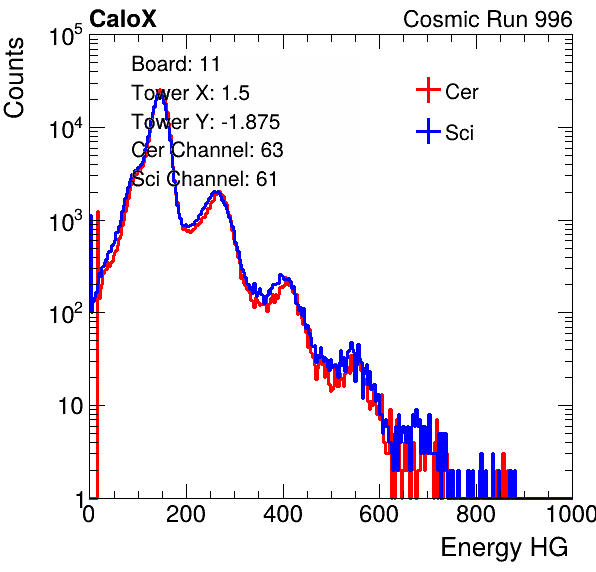 CaloX Cosmic Run 996
Counts
Board: 11
Tower X: 1.5
Tower Y: -1.875
Cer Channel: 63
Sci Channel: 61
Cer
Sci
10^5
10^4
10^3
10^2
10
1
0 200 400 600 800 1000
Energy HG